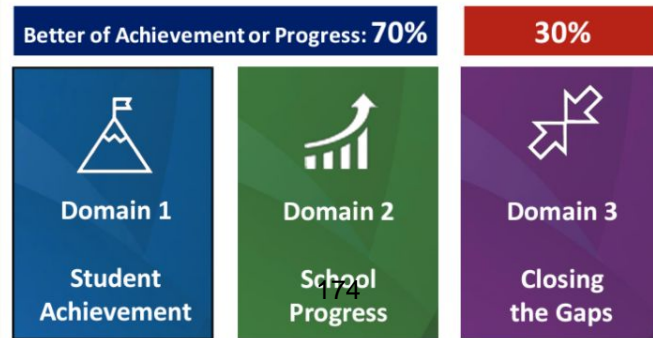 Better of Achievement or Progress: 70%
30%
Domain 1
Student
Achievement
Domain 2
School
174
Progress
Domain 3
Closing
the Gaps